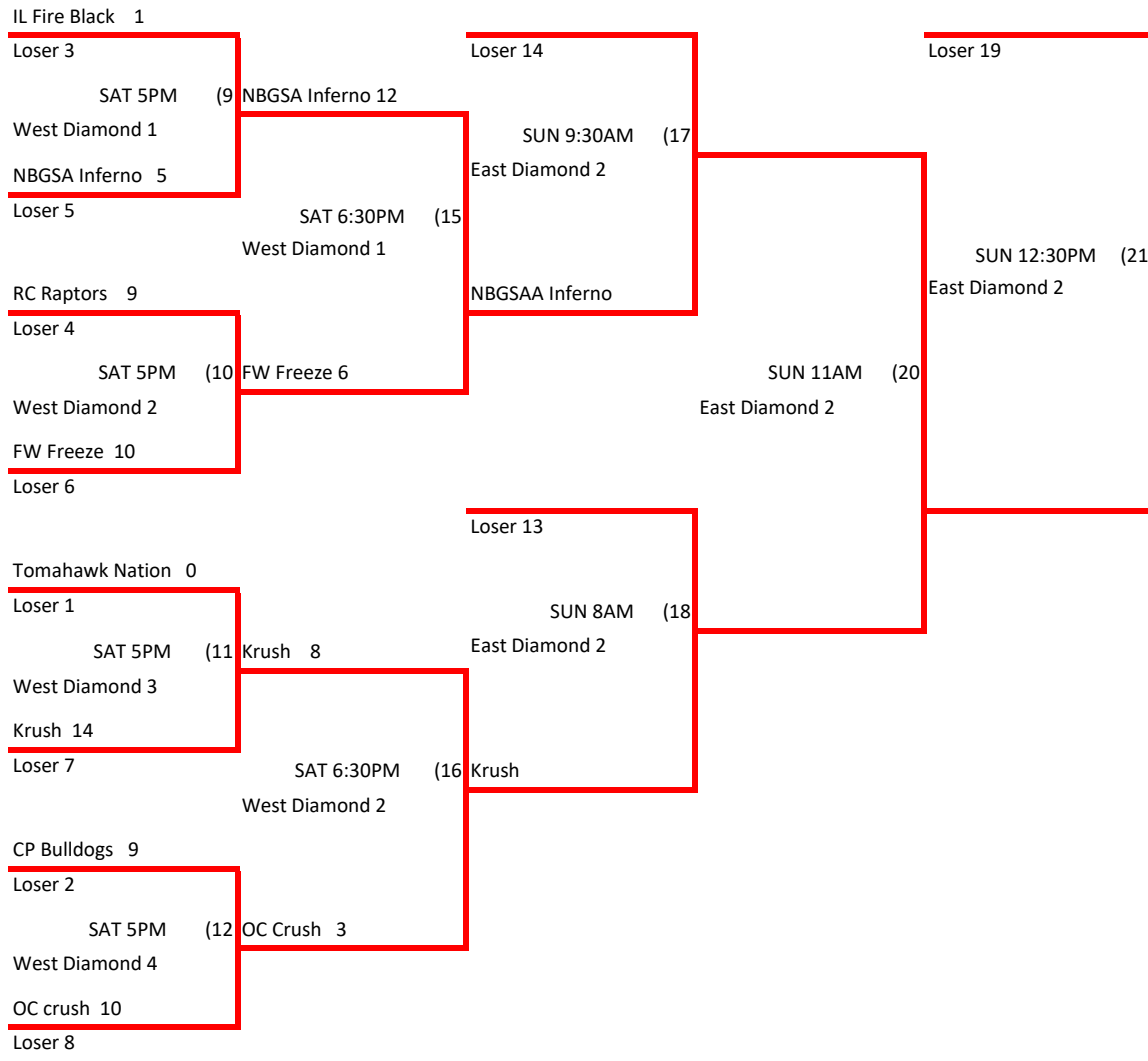 IL Fire Black 1
Loser 14
Loser 19
Loser 3
SAT 5PM (9 NBGSA Inferno 12
West Diamond 1
SUN 9:30AM (17
East Diamond 2
NBGSA Inferno 5
Loser 5
SAT 6:30PM (15
West Diamond 1
SUN 12:30PM (21
East Diamond 2
RC Raptors 9
NBGSAA Inferno
Loser 4
SAT 5PM (10 FW Freeze 6
SUN 11AM (20
West Diamond 2
East Diamond 2
FW Freeze 10
Loser 6
Loser 13
Tomahawk Nation 0
Loser 1
SUN 8AM (18
East Diamond 2
SAT 5PM (11 Krush 8
West Diamond 3
Krush 14
Loser 7
SAT 6:30PM (16 Krush
West Diamond 2
CP Bulldogs 9
Loser 2
SAT 5PM (12 OC Crush 3
West Diamond 4
OC crush 10
Loser 8